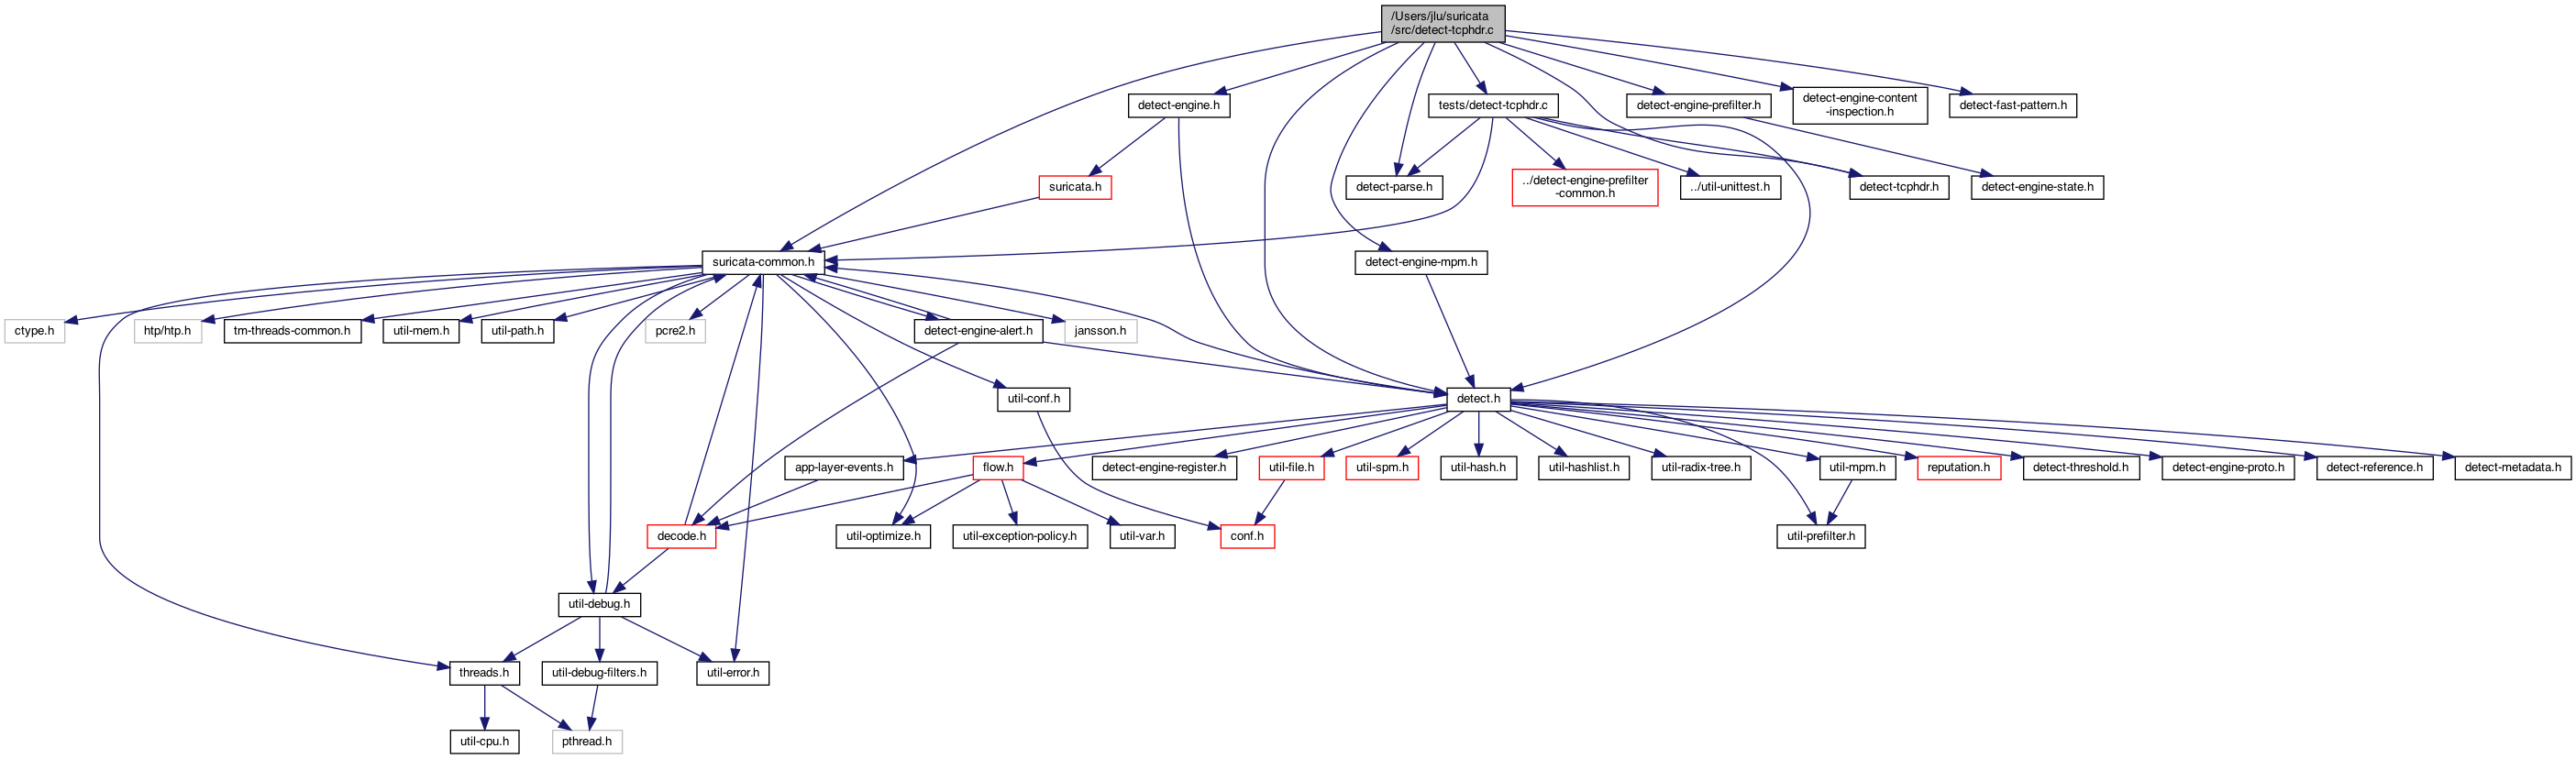 /Users/jlu/suricata
/src/detect-tcphdr.c
detect-engine.h
tests/detect-tcphdr.c
detect-engine-prefilter.h
detect-engine-content
-inspection.h
detect-fast-pattern.h
suricata.h
detect-parse.h
../detect-engine-prefilter
-common.h
../util-unittest.h
detect-tcphdr.h
detect-engine-state.h
suricata-common.h
detect-engine-mpm.h
ctype.h
htp/htp.h
tm-threads-common.h
util-mem.h
util-path.h
pcre2.h
detect-engine-alert.h
jansson.h
util-conf.h
detect.h
app-layer-events.h
flow.h
detect-engine-register.h
util-file.h
util-spm.h
util-hash.h
util-hashlist.h
util-radix-tree.h
util-mpm.h
reputation.h
detect-threshold.h
detect-engine-proto.h
detect-reference.h
detect-metadata.h
decode.h
util-optimize.h
util-exception-policy.h
util-var.h
conf.h
util-prefilter.h
util-debug.h
threads.h
util-debug-filters.h
util-error.h
util-cpu.h
pthread.h